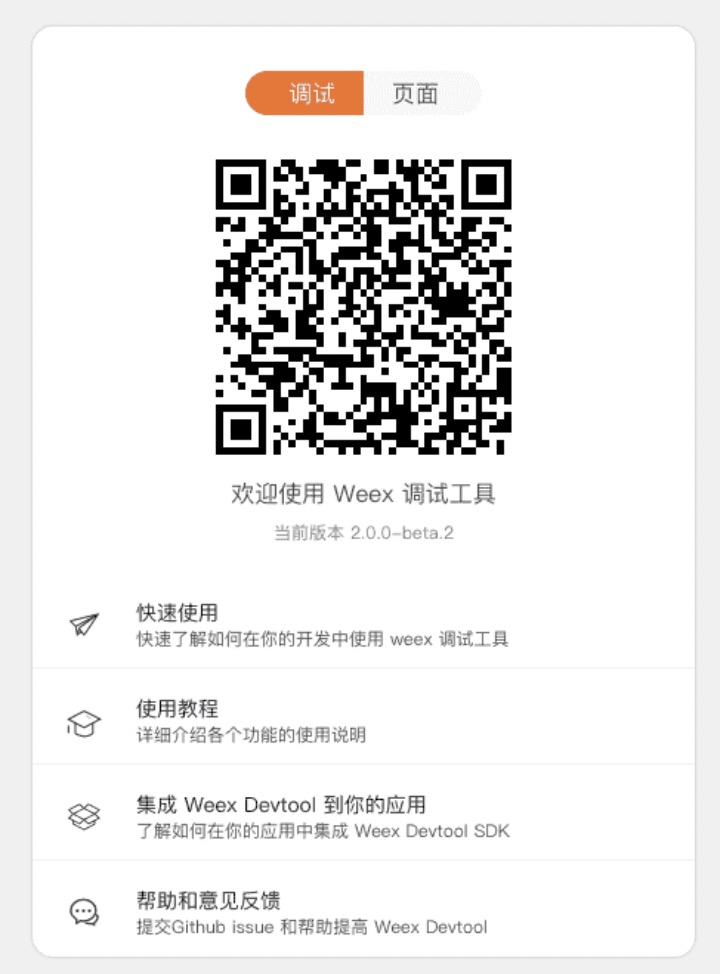 调试
页面
欢迎使用 Weex 调试工具
当前版本 2.0.0-beta.2
快速使用
快速了解如何在你的开发中使用 weex 调试工具
使用教程
详细介绍各个功能的使用说明
集成 Weex Devtool 到你的应用
了解如何在你的应用中集成 Weex Devtool SDK
帮助和意见反馈
提交Github issue 和帮助提高 Weex Devtool